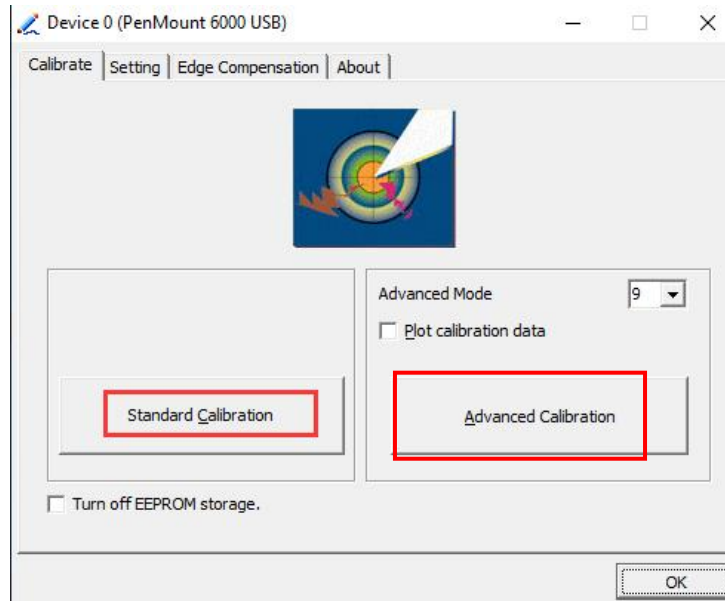 Device 0 (PenMount 6000 USB)
Calibrate Setting Edge Compensation About
Advanced Mode 9
Plot calibration data
Standard Calibration Advanced Calibration
Turn off EEPROM storage.
OK